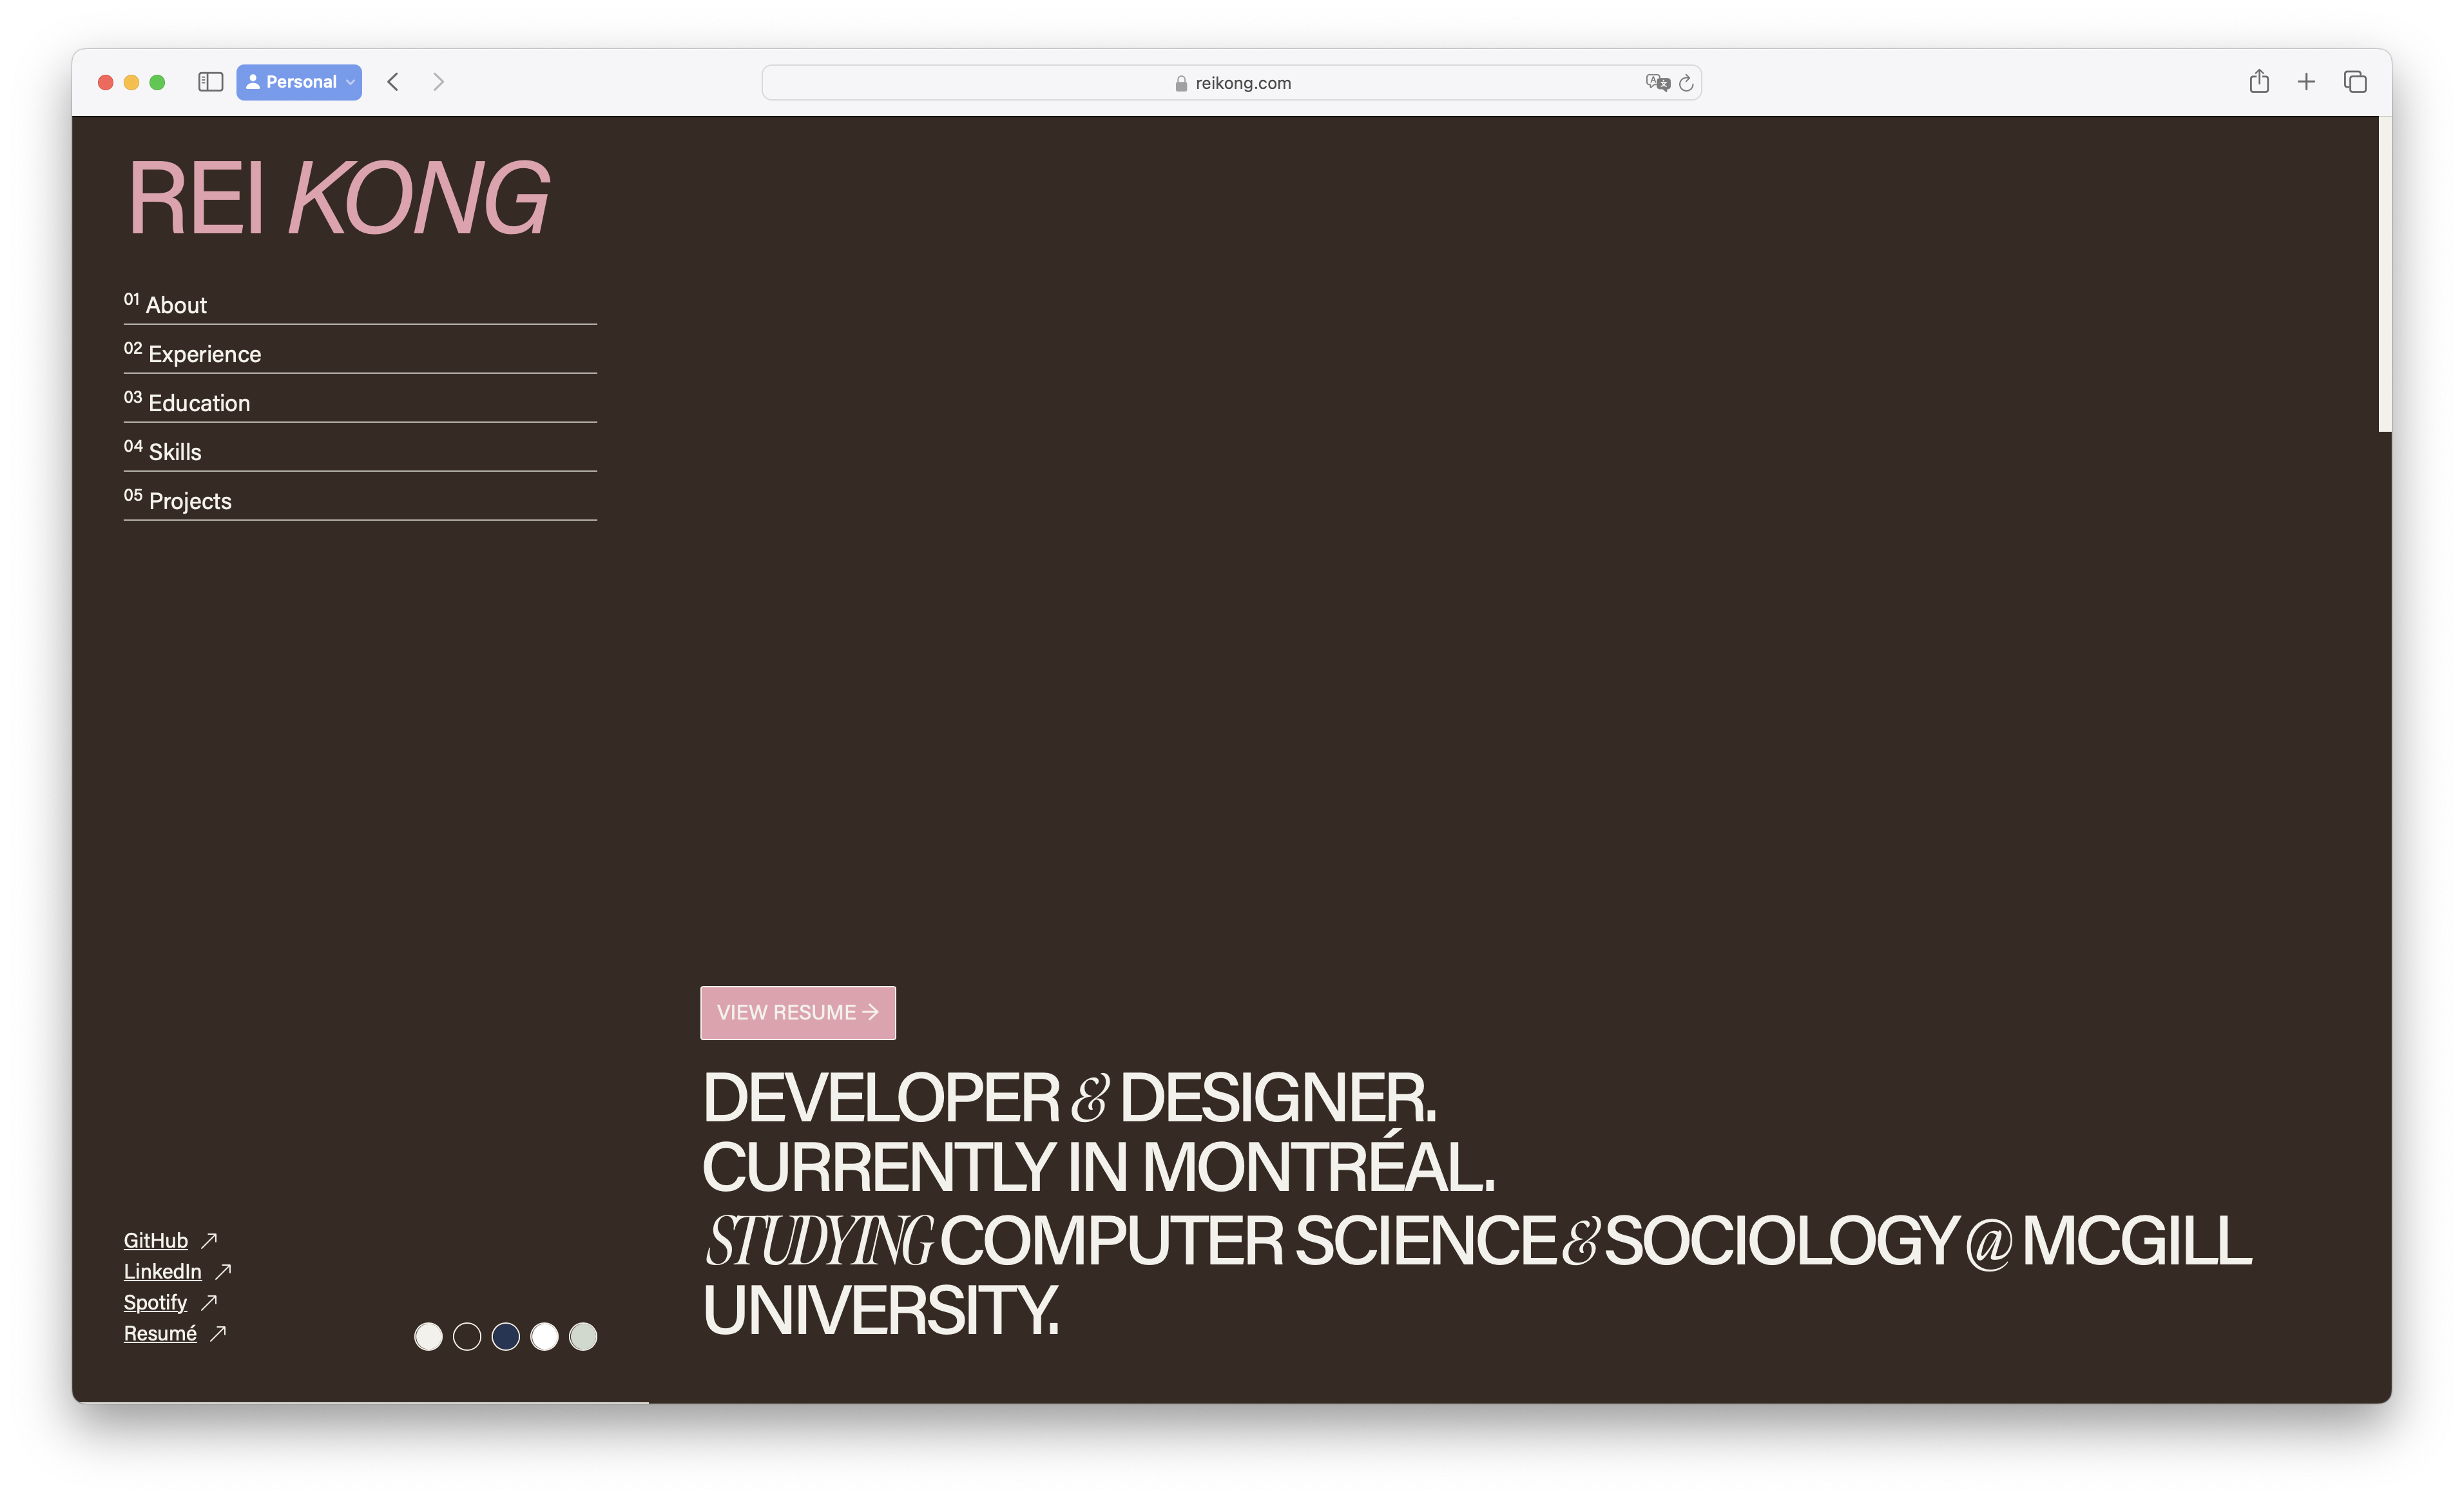 Personal
reikong.com
REI KONG
01 About
02 Experience
03 Education
04 Skills
05 Projects
VIEW RESUME →
DEVELOPER & DESIGNER.
CURRENTLY IN MONTRÉAL.
STUDYING COMPUTER SCIENCE & SOCIOLOGY @ MCGILL
UNIVERSITY.
GitHub ↗
LinkedIn ↗
Spotify ↗
Resumé ↗